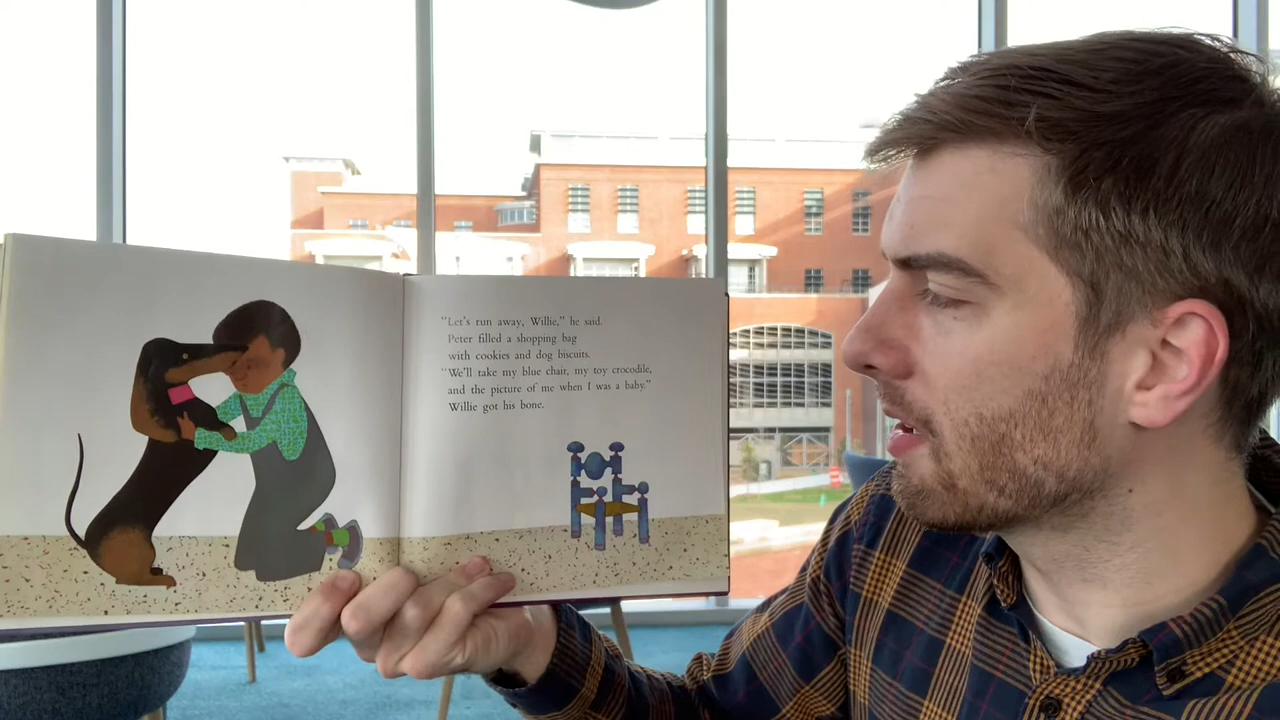 “Let’s run away, Willie,” he said.
Peter filled a shopping bag
with cookies and dog biscuits.
“We’ll take my blue chair, my toy crocodile,
and the picture of me when I was a baby.”
Willie got his bone.